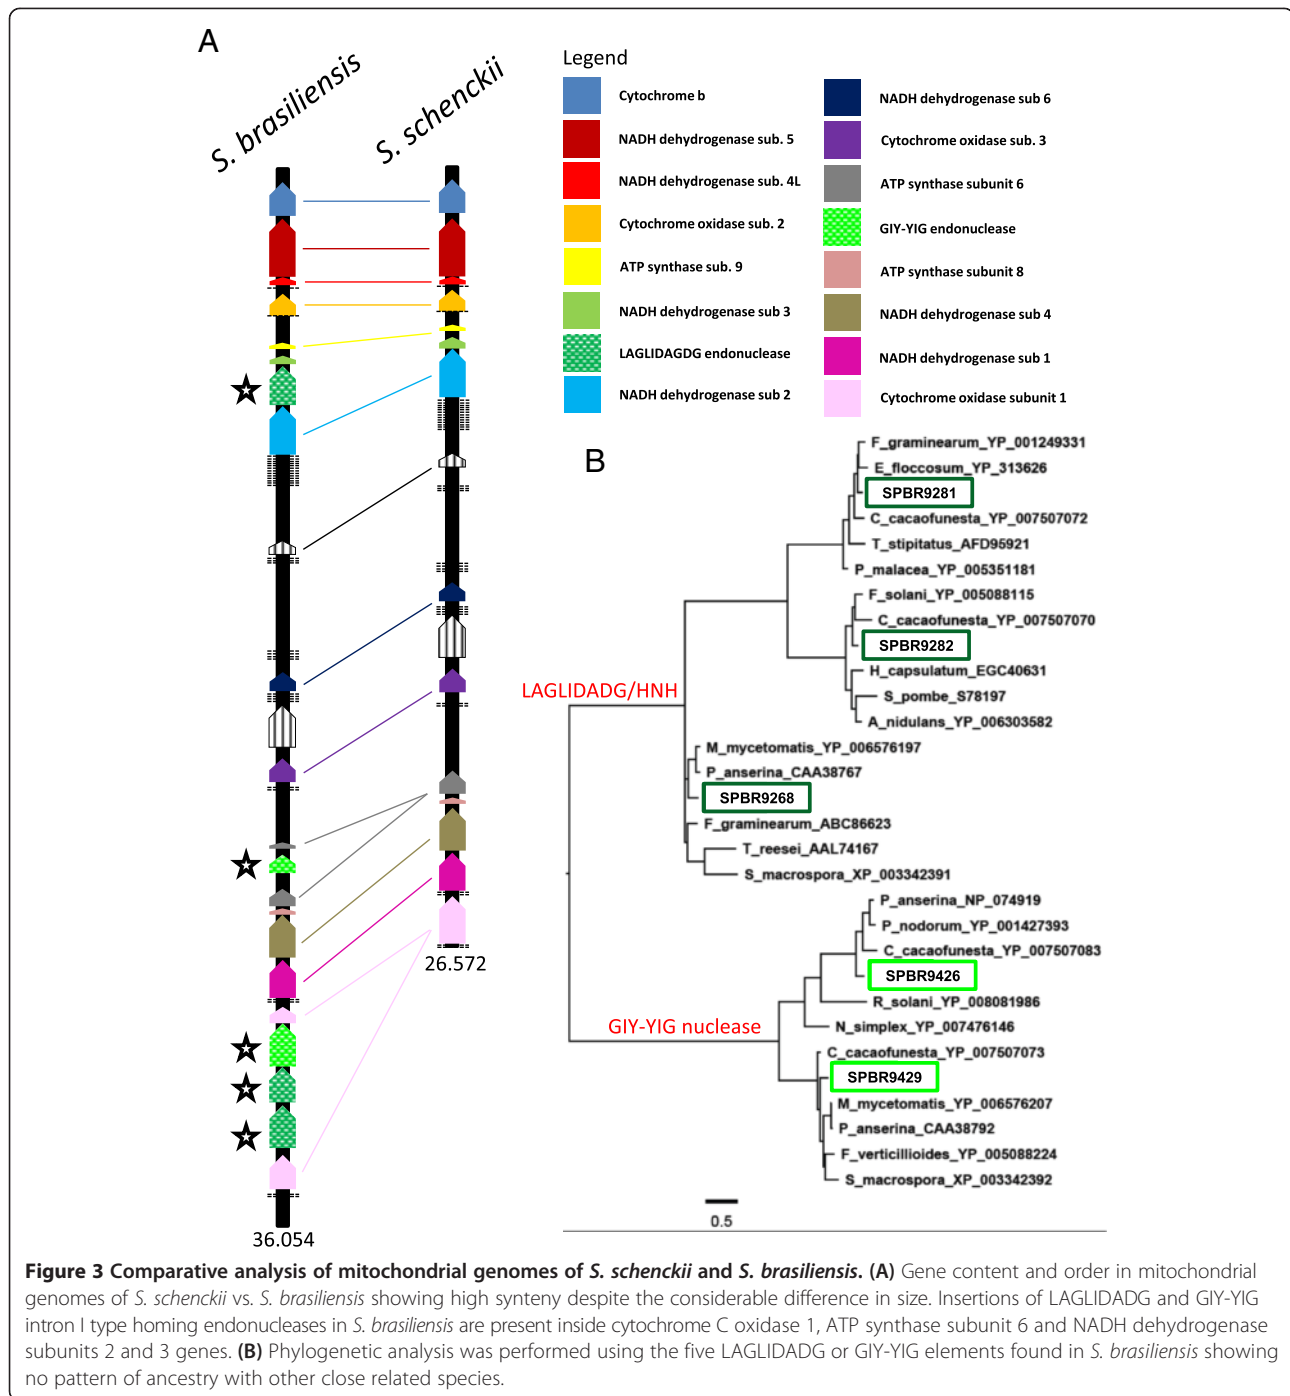 A
S. brasiliensis
S. schenckii
Legend
Cytochrome b
NADH dehydrogenase sub. 5
NADH dehydrogenase sub. 4L
Cytochrome oxidase sub. 2
ATP synthase sub. 9
NADH dehydrogenase sub 3
LAGLIDAGDG endonuclease
NADH dehydrogenase sub 2
NADH dehydrogenase sub 6
Cytochrome oxidase sub. 3
ATP synthase subunit 6
GIY-YIG endonuclease
ATP synthase subunit 8
NADH dehydrogenase sub 4
NADH dehydrogenase sub 1
Cytochrome oxidase subunit 1
26.572
36.054
B
F_graminearum_YP_001249331
E_floccosum_YP_313626
SPBR9281
C_cacaofunesta_YP_007507072
T_stipitatus_AFD95921
P_malacea_YP_005351181
F_solani_YP_005088115
C_cacaofunesta_YP_007507070
SPBR9282
H_capsulatum_EGC40631
S_pombe_S78197
A_nidulans_YP_006303582
LAGLIDADG/HNH
M_mycetomatis_YP_006576197
P_anserina_CAA38767
SPBR9268
F_graminearum_ABC86623
T_reesei_AAL74167
S_macrospora_XP_003342391
P_anserina_NP_074919
P_nodorum_YP_001427393
C_cacaofunesta_YP_007507083
SPBR9426
R_solani_YP_008081986
N_simplex_YP_007476146
GIY-YIG nuclease
C_cacaofunesta_YP_007507073
SPBR9429
M_mycetomatis_YP_006576207
P_anserina_CAA38792
F_verticillioides_YP_005088224
S_macrospora_XP_003342392
0.5
Figure 3 Comparative analysis of mitochondrial genomes of S. schenckii and S. brasiliensis. (A) Gene content and order in mitochondrial
genomes of S. schenckii vs. S. brasiliensis showing high synteny despite the considerable difference in size. Insertions of LAGLIDADG and GIY-YIG
intron I type homing endonucleases in S. brasiliensis are present inside cytochrome C oxidase 1, ATP synthase subunit 6 and NADH dehydrogenase
subunits 2 and 3 genes. (B) Phylogenetic analysis was performed using the five LAGLIDADG or GIY-YIG elements found in S. brasiliensis showing
no pattern of ancestry with other close related species.